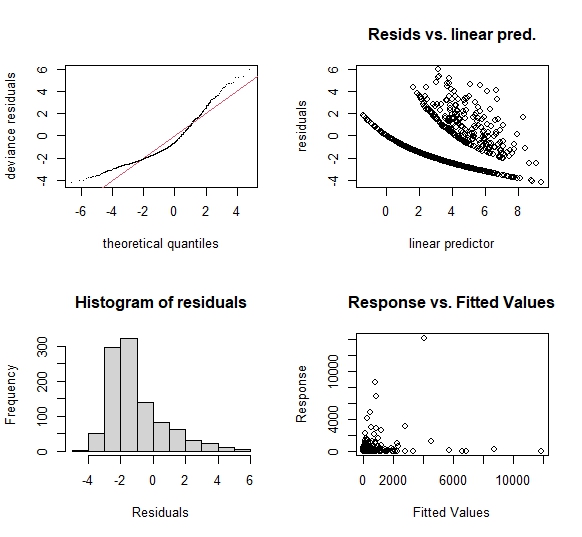 deviance residuals
6
4
2
0
-2
-4
-6 -4 -2 0 2 4
theoretical quantiles
Resids vs. linear pred.
residuals
6
4
2
0
-2
-4
0 2 4 6 8
linear predictor
Histogram of residuals
Frequency
300
200
100
0
-4 -2 0 2 4 6
Residuals
Response vs. Fitted Values
Response
10000
4000
0
0 2000 6000 10000
Fitted Values